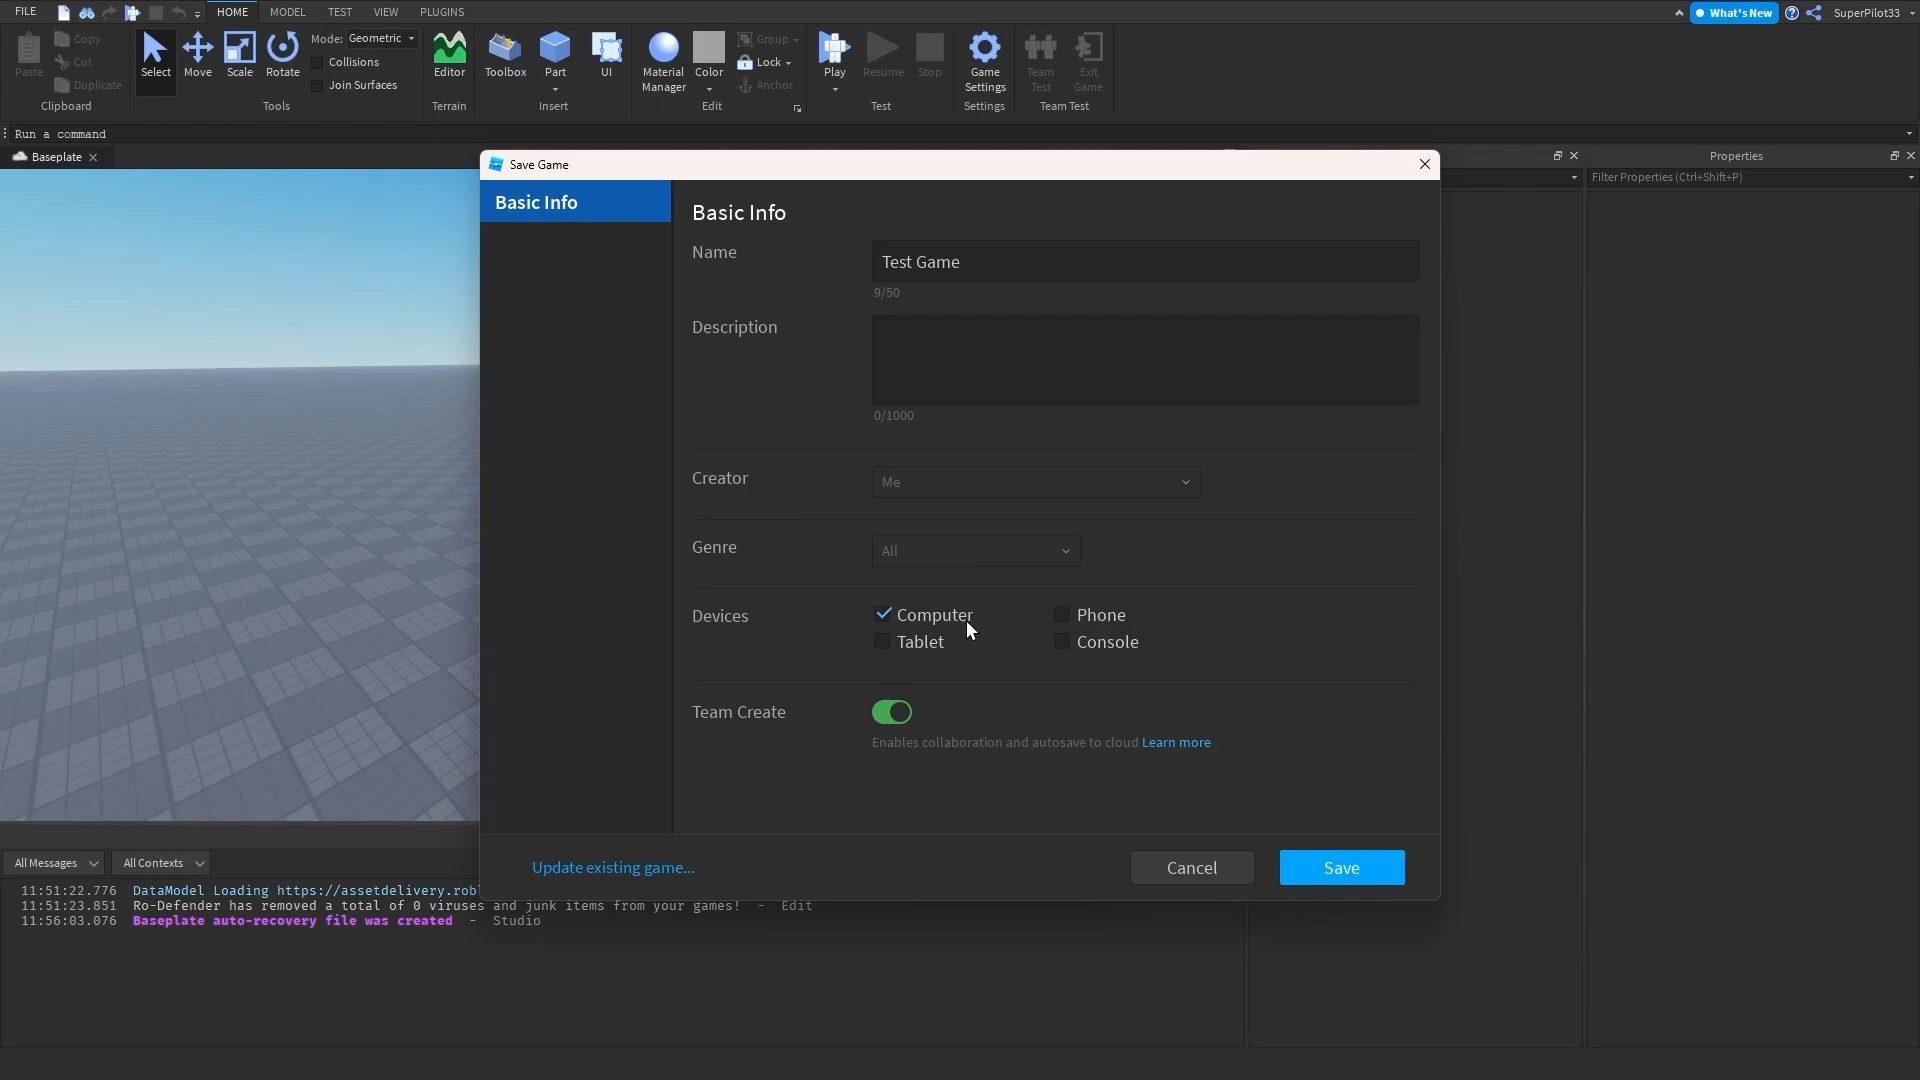 FILE HOME MODEL TEST VIEW PLUGINS What's New SuperPilot33
Paste Copy Cut Duplicate Clipboard
Select Move Scale Rotate Mode: Geometric Collisions Join Surfaces Tools
Editor Terrain
Toolbox Part UI Insert
Material Manager Color Group Lock Anchor Edit
Play Resume Stop Test
Game Settings Settings
Team Test Exit Game Team Test
Run a command
Baseplate
Properties
Filter Properties (Ctrl+Shift+P)
Save Game
Basic Info
Basic Info
Name
Test Game
9/50
Description
0/1000
Creator
Me
Genre
All
Devices
Computer Phone
Tablet Console
Team Create
Enables collaboration and autosave to cloud Learn more
Update existing game... Cancel Save
All Messages All Contexts
11:51:22.776 DataModel Loading https://assetdelivery.robl
11:51:23.851 Ro-Defender has removed a total of 0 viruses and junk items from your games! - Edit
11:56:03.076 Baseplate auto-recovery file was created - Studio